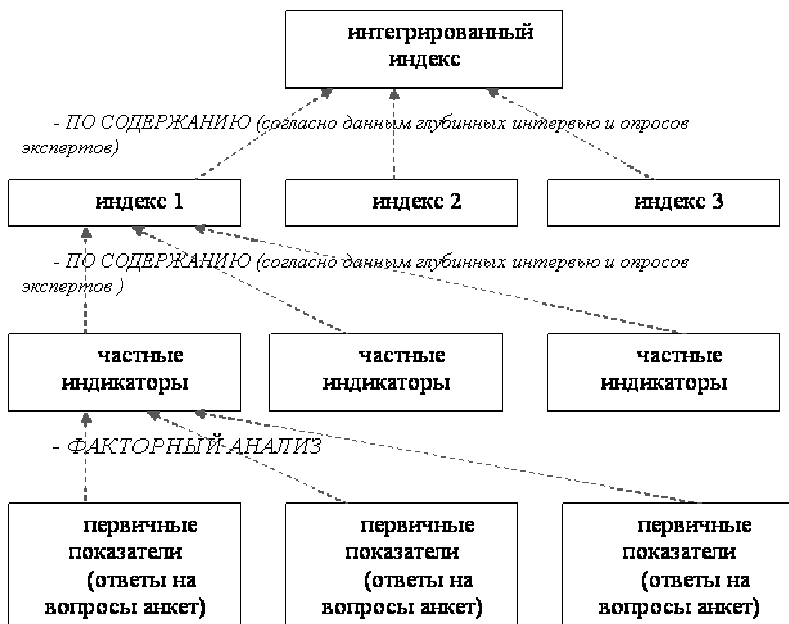 интегрированный
индекс
- ПО СОДЕРЖАНИЮ (согласно данным глубинных интервью и опросов
экспертов)
индекс 1
индекс 2
индекс 3
- ПО СОДЕРЖАНИЮ (согласно данным глубинных интервью и опросов
экспертов )
частные
индикаторы
частные
индикаторы
частные
индикаторы
- ФАКТОРНЫЙ АНАЛИЗ
первичные
показатели
(ответы на
вопросы анкет)
первичные
показатели
(ответы на
вопросы анкет)
первичные
показатели
(ответы на
вопросы анкет)